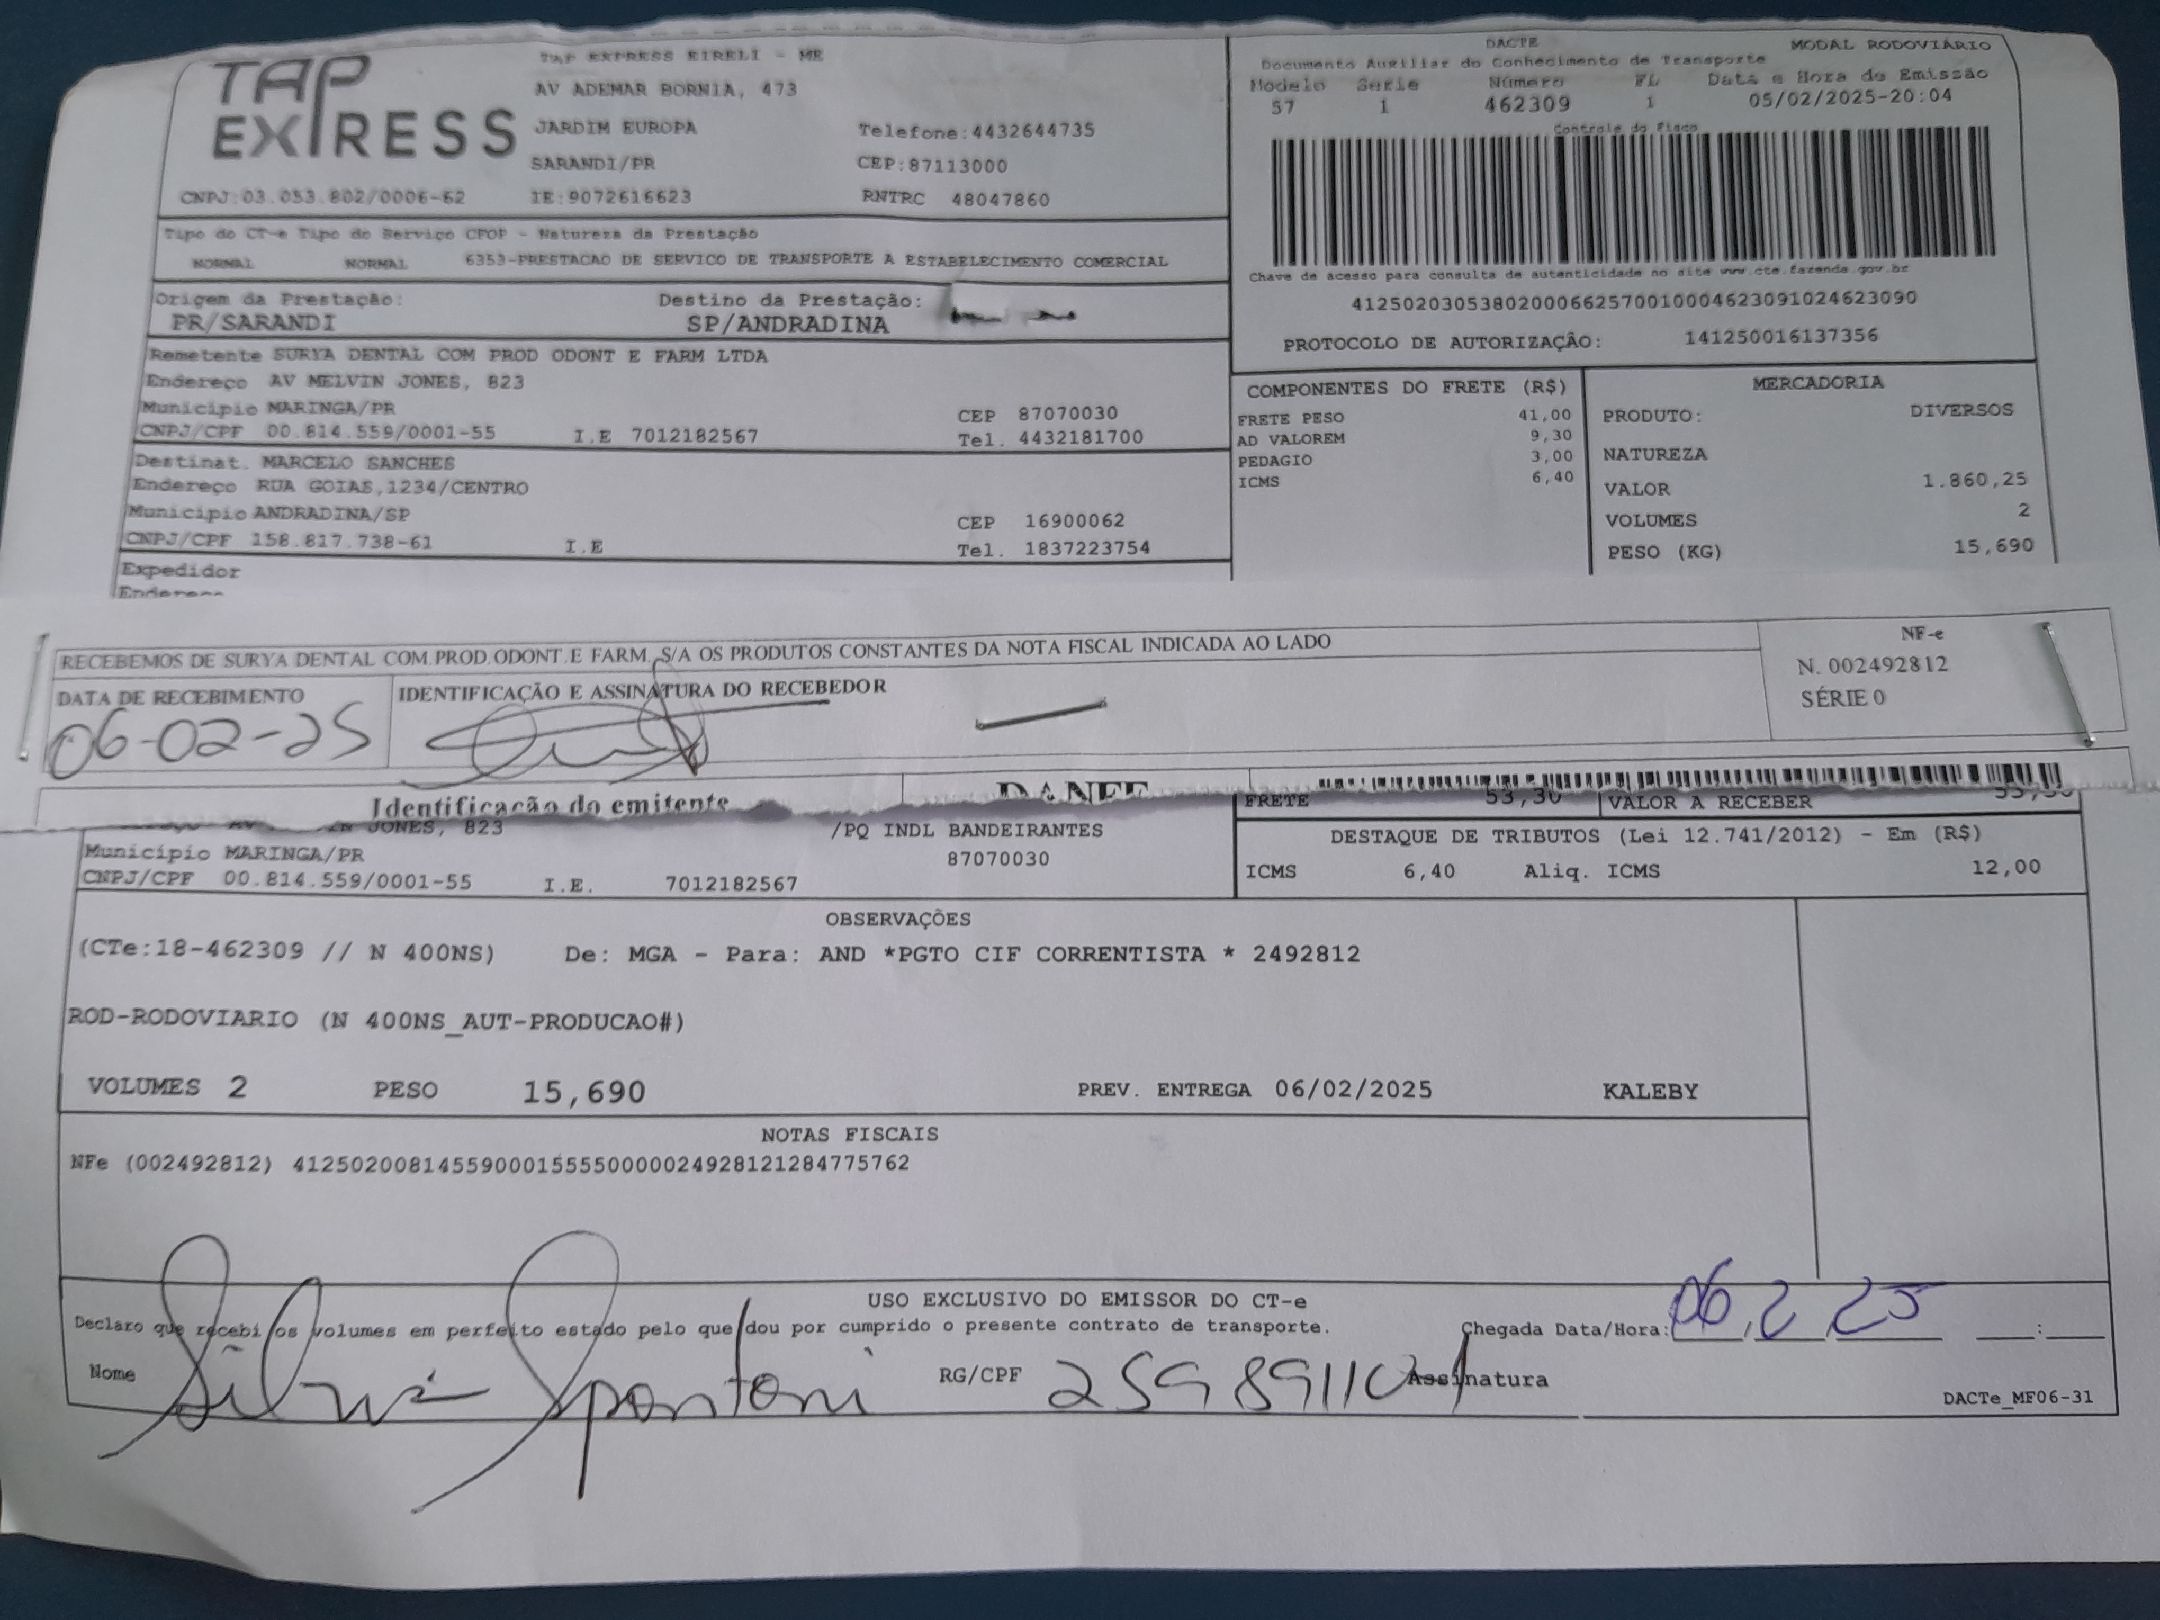 TAP EXPRESS
TAP EXPRESS EIRELI - ME
AV ADEMAR BORNIA, 473
JARDIM EUROPA Telefone:4432644735
SARANDI/PR CEP:87113000
CNPJ:03.053.802/0006-62 IE:9072616623 RNTRC 48047860
DACTE MODAL RODOVIÁRIO
Documento Auxiliar do Conhecimento de Transporte
Modelo Serie Número FL Data e Hora de Emissão
57 1 462309 1 05/02/2025-20:04
Controle do Fisco
Chave de acesso para consulta de autenticidade no site www.cte.fazenda.gov.br
41250203053802000662570010004623091024623090
PROTOCOLO DE AUTORIZAÇÃO: 141250016137356
Tipo do CT-e Tipo do Serviço CFOP - Natureza da Prestação
NORMAL NORMAL 6353-PRESTACAO DE SERVICO DE TRANSPORTE A ESTABELECIMENTO COMERCIAL
Origem da Prestação: Destino da Prestação:
PR/SARANDI SP/ANDRADINA
Remetente SURYA DENTAL COM PROD ODONT E FARM LTDA
Endereço AV MELVIN JONES, 823
Município MARINGA/PR CEP 87070030
CNPJ/CPF 00.814.559/0001-55 I.E 7012182567 Tel. 4432181700
Destinat. MARCELO SANCHES
Endereço RUA GOIAS,1234/CENTRO
Município ANDRADINA/SP CEP 16900062
CNPJ/CPF 158.817.738-61 I.E Tel. 1837223754
Expedidor
Endereço
COMPONENTES DO FRETE (R$)
FRETE PESO 41,00
AD VALOREM 9,30
PEDAGIO 3,00
ICMS 6,40
MERCADORIA
PRODUTO: DIVERSOS
NATUREZA
VALOR 1.860,25
VOLUMES 2
PESO (KG) 15,690
RECEBEMOS DE SURYA DENTAL COM.PROD.ODONT.E FARM. S/A OS PRODUTOS CONSTANTES DA NOTA FISCAL INDICADA AO LADO
DATA DE RECEBIMENTO IDENTIFICAÇÃO E ASSINATURA DO RECEBEDOR
06-02-25
NF-e
N. 002492812
SÉRIE 0
Identificação do emitente DANFE
FRETE 53,30 VALOR A RECEBER 53,30
JONES, 823 /PQ INDL BANDEIRANTES
Município MARINGA/PR 87070030
CNPJ/CPF 00.814.559/0001-55 I.E. 7012182567
DESTAQUE DE TRIBUTOS (Lei 12.741/2012) - Em (R$)
ICMS 6,40 Aliq. ICMS 12,00
OBSERVAÇÕES
(CTe:18-462309 // N 400NS) De: MGA - Para: AND *PGTO CIF CORRENTISTA * 2492812
ROD-RODOVIARIO (N 400NS_AUT-PRODUCAO#)
VOLUMES 2 PESO 15,690 PREV. ENTREGA 06/02/2025 KALEBY
NOTAS FISCAIS
NFe (002492812) 41250200814559000155550000024928121284775762
USO EXCLUSIVO DO EMISSOR DO CT-e
Declaro que recebi os volumes em perfeito estado pelo que dou por cumprido o presente contrato de transporte. Chegada Data/Hora: 06 2 25 :
Nome Silvia Spontoni RG/CPF 259891101 Assinatura
DACTe_MF06-31